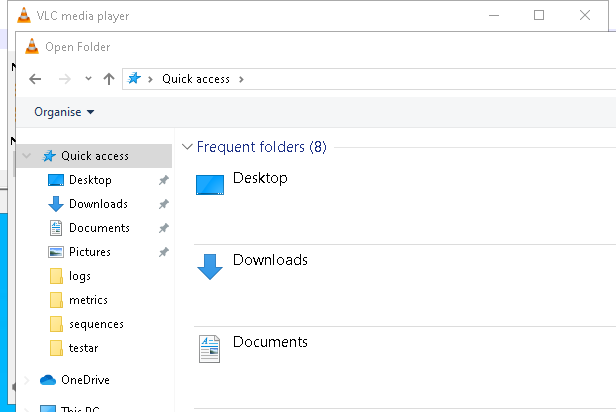 VLC media player
Open Folder
Quick access
Organise
Quick access
Desktop
Downloads
Documents
Pictures
logs
metrics
sequences
testar
OneDrive
This PC
Frequent folders (8)
Desktop
Downloads
Documents